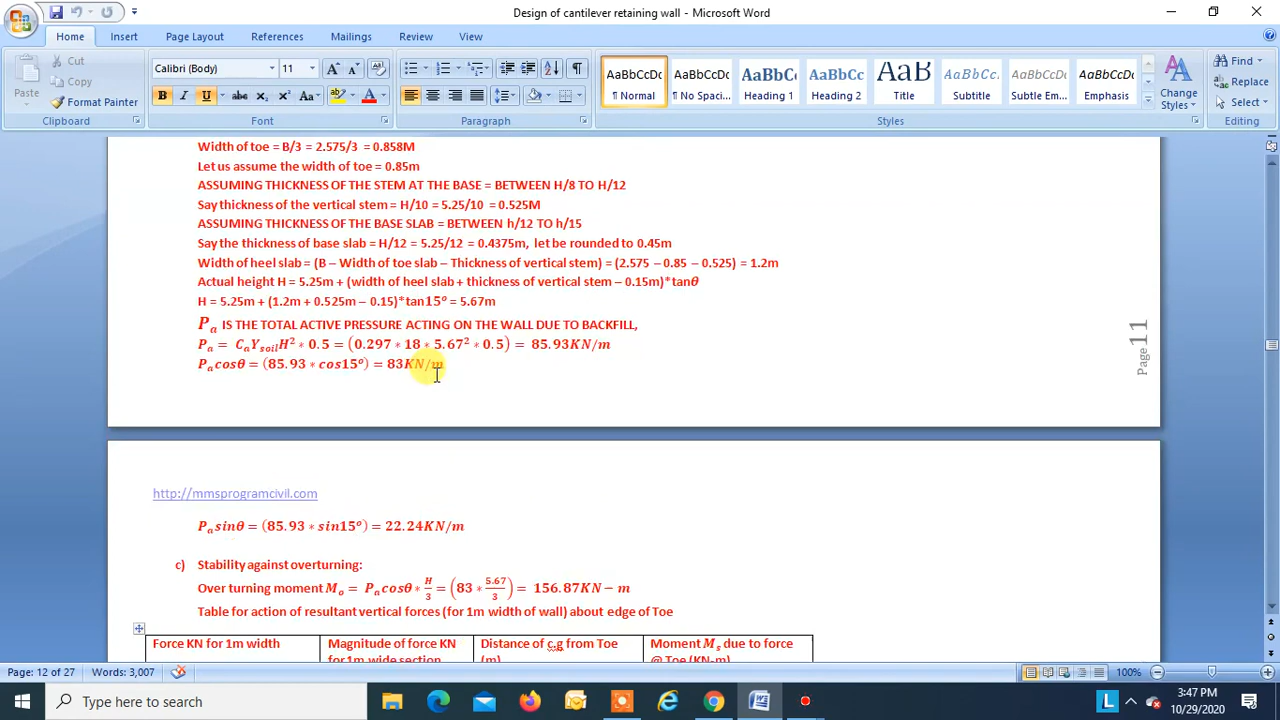 Design of cantilever retaining wall - Microsoft Word
Home Insert Page Layout References Mailings Review View
Paste
Cut
Copy
Format Painter
Clipboard
Calibri (Body) 11
B I U abc X₂ X² Aa
Font
Paragraph
AaBbCcDc ¶ Normal
AaBbCcDc ¶ No Spaci...
AaBbCc Heading 1
AaBbCc Heading 2
AaB Title
AaBbCc. Subtitle
AaBbCcDc Subtle Em...
AaBbCcDc Emphasis
Change Styles
Styles
Find
Replace
Select
Editing
Width of toe = B/3 = 2.575/3 = 0.858M
Let us assume the width of toe = 0.85m
ASSUMING THICKNESS OF THE STEM AT THE BASE = BETWEEN H/8 TO H/12
Say thickness of the vertical stem = H/10 = 5.25/10 = 0.525M
ASSUMING THICKNESS OF THE BASE SLAB = BETWEEN h/12 TO h/15
Say the thickness of base slab = H/12 = 5.25/12 = 0.4375m, let be rounded to 0.45m
Width of heel slab = (B – Width of toe slab – Thickness of vertical stem) = (2.575 – 0.85 – 0.525) = 1.2m
Actual height H = 5.25m + (width of heel slab + thickness of vertical stem – 0.15m)*tanθ
H = 5.25m + (1.2m + 0.525m – 0.15)*tan15° = 5.67m
Pₐ IS THE TOTAL ACTIVE PRESSURE ACTING ON THE WALL DUE TO BACKFILL,
Pₐ = CₐYsoilH² * 0.5 = (0.297 * 18 * 5.67² * 0.5) = 85.93KN/m
Pₐcosθ = (85.93 * cos15°) = 83KN/m
Page 11
http://mmsprogramcivil.com
Pₐsinθ = (85.93 * sin15°) = 22.24KN/m
c) Stability against overturning:
Over turning moment Mₒ = Pₐcosθ * H/3 = (83 * 5.67/3) = 156.87KN − m
Table for action of resultant vertical forces (for 1m width of wall) about edge of Toe
Force KN for 1m width
Magnitude of force KN for 1m wide section
Distance of c.g from Toe (m)
Moment Mₛ due to force @ Toe (KN-m)
Page: 12 of 27 Words: 3,007
100%
Type here to search
3:47 PM
10/29/2020